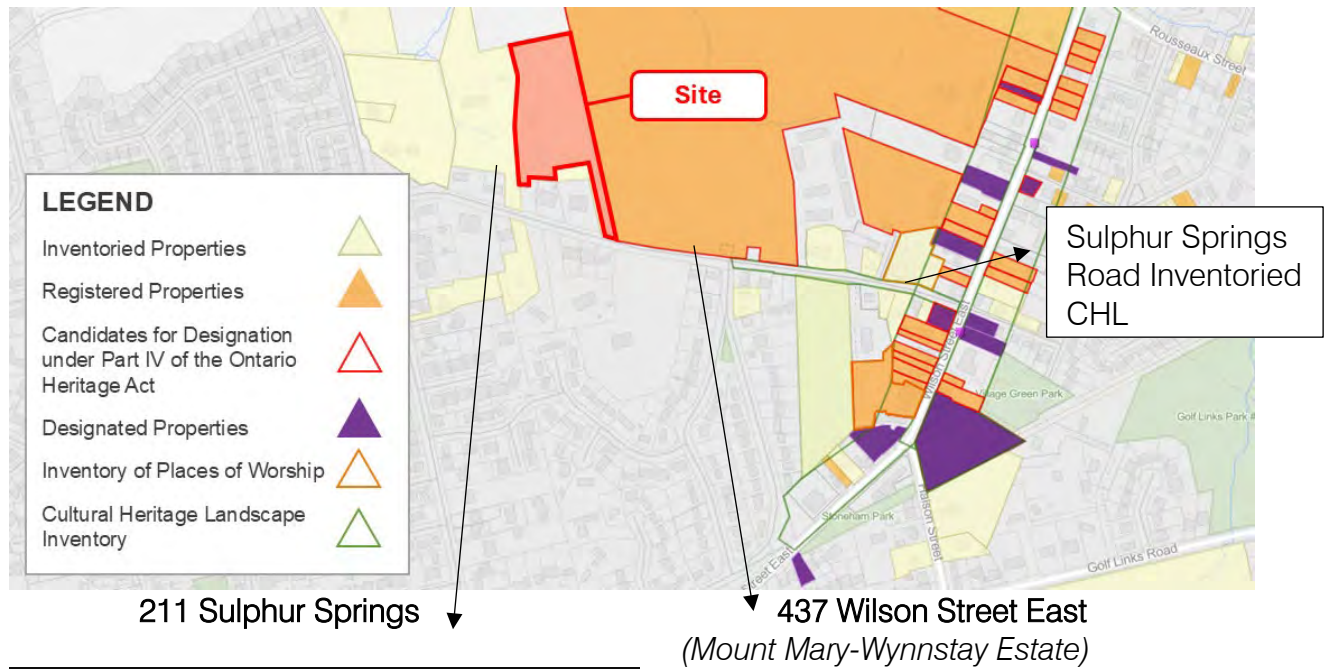 Rousseaux Street
Site
LEGEND
Inventoried Properties
Registered Properties
Candidates for Designation
under Part IV of the Ontario
Heritage Act
Designated Properties
Inventory of Places of Worship
Cultural Heritage Landscape
Inventory
Sulphur Springs
Road Inventoried
CHL
Wilson Street East
Village Green Park
Golf Links Park
Halson Street
Stoneham Park
Golf Links Road
Street East
211 Sulphur Springs
437 Wilson Street East
(Mount Mary-Wynnstay Estate)